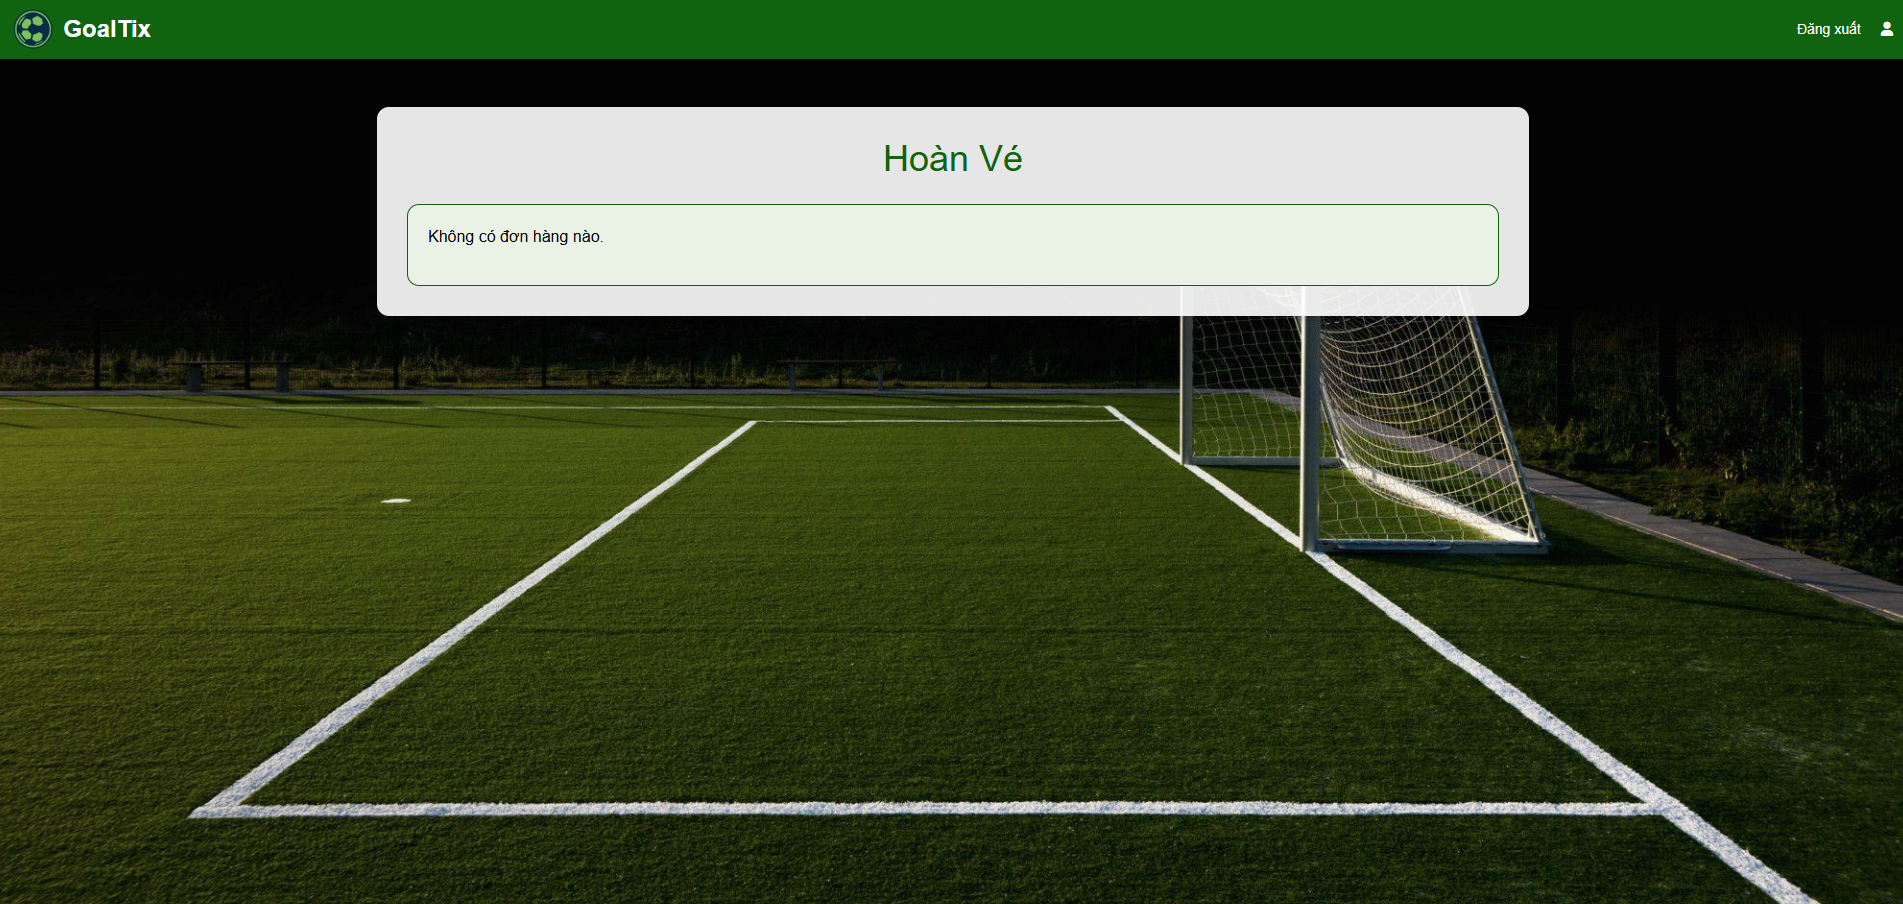 GoalTix
Đăng xuất
Hoàn Vé
Không có đơn hàng nào.